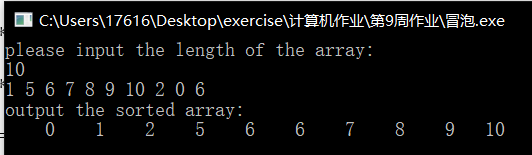 C:\Users\17616\Desktop\exercise\计算机作业\第9周作业\冒泡.exe
please input the length of the array:
10
1 5 6 7 8 9 10 2 0 6
output the sorted array:
0 1 2 5 6 6 7 8 9 10